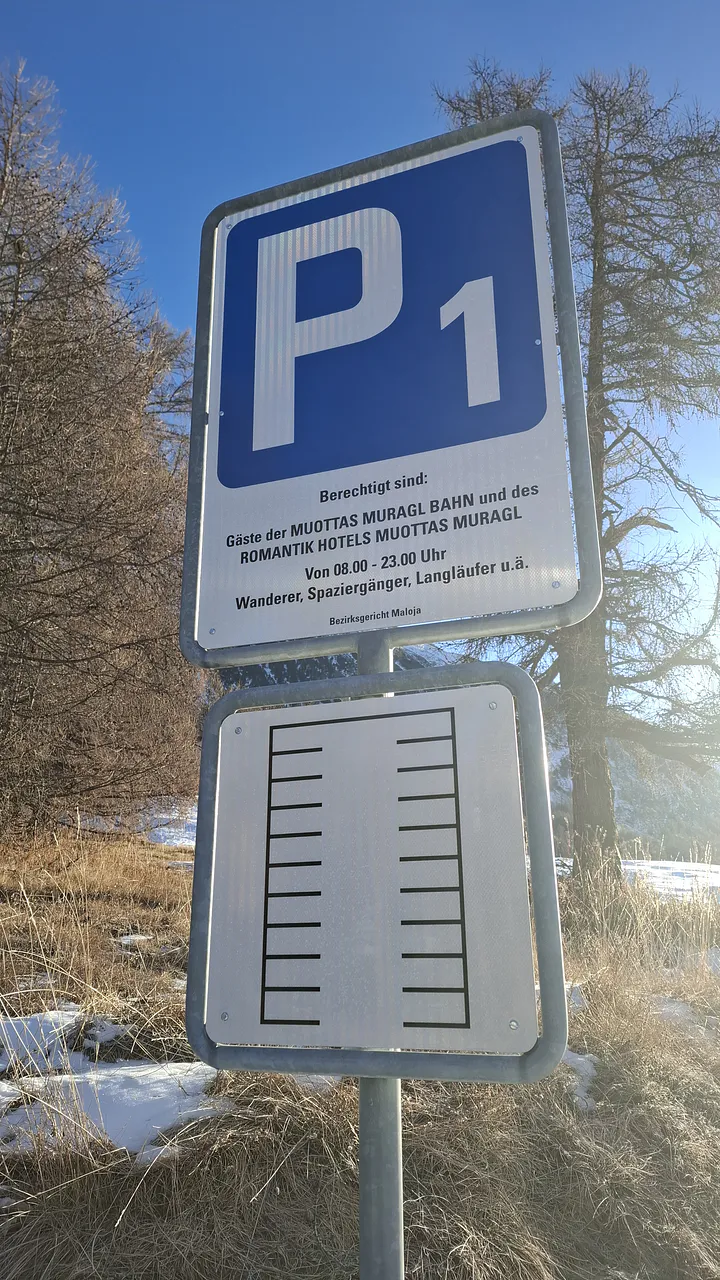 P 1
Berechtigt sind:
Gäste der MUOTTAS MURAGL BAHN und des
ROMANTIK HOTELS MUOTTAS MURAGL
Von 08.00 - 23.00 Uhr
Wanderer, Spaziergänger, Langläufer u.ä.
Bezirksgericht Maloja